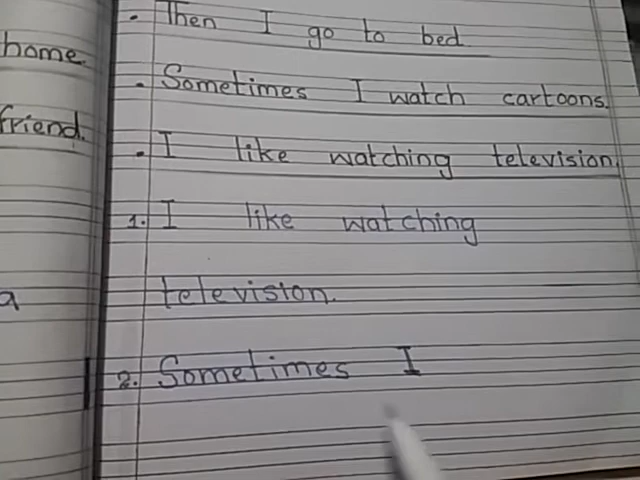 home.
friend.
a
. Then I go to bed
. Sometimes I watch cartoons.
. I like watching television.
1. I like watching
television.
2. Sometimes I